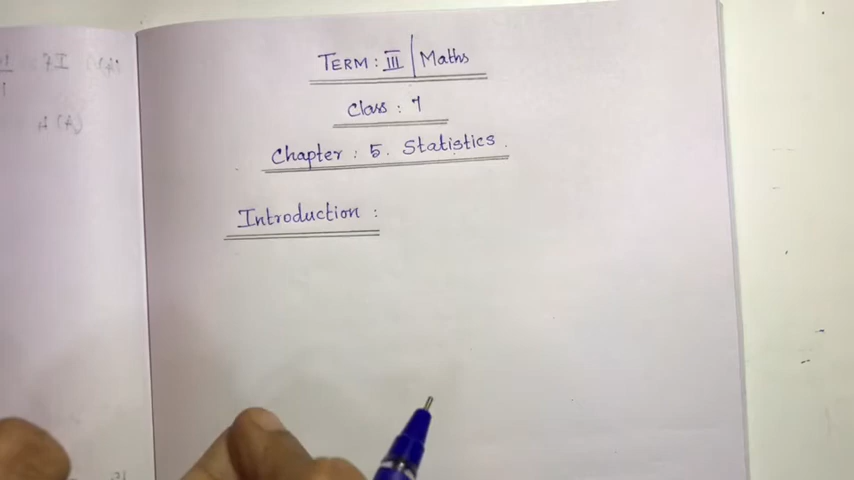 TERM : III | Maths
Class : 7
Chapter : 5. Statistics.
Introduction :